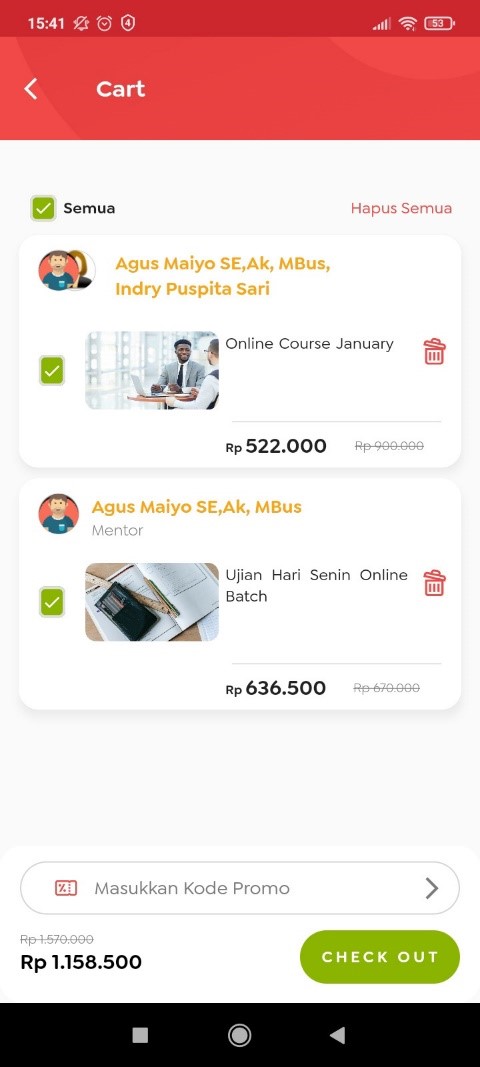 15:41
4
53
Cart
Semua
Hapus Semua
Agus Maiyo SE,Ak, MBus,
Indry Puspita Sari
Online Course January
Rp 522.000
Rp 900.000
Agus Maiyo SE,Ak, MBus
Mentor
Ujian Hari Senin Online
Batch
Rp 636.500
Rp 670.000
Masukkan Kode Promo
Rp 1.570.000
Rp 1.158.500
CHECK OUT